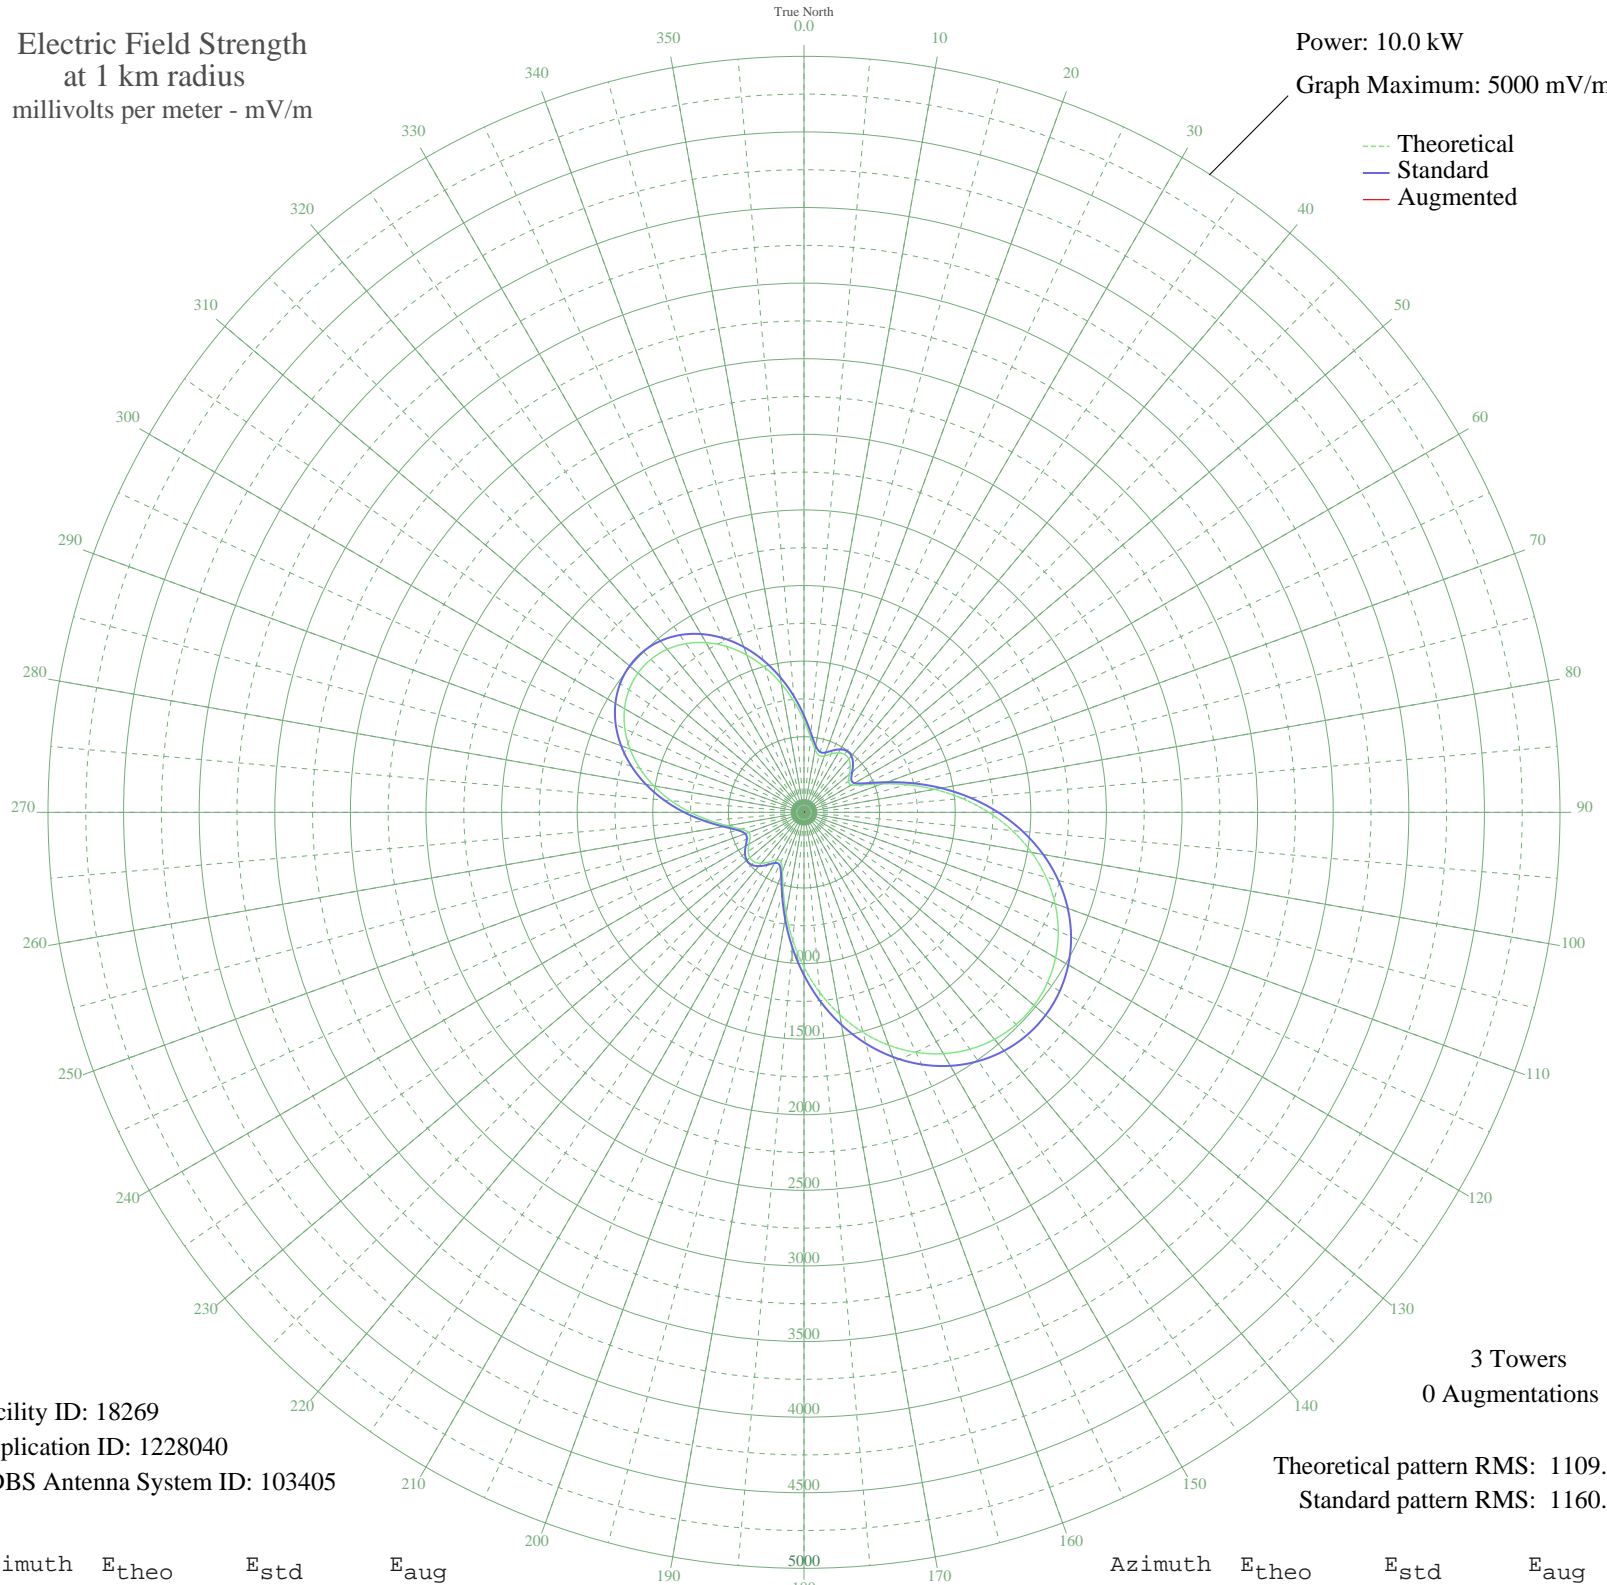 True North
0.0
Electric Field Strength
at 1 km radius
millivolts per meter - mV/m
Power: 10.0 kW
Graph Maximum: 5000 mV/m
Theoretical
Standard
Augmented
10
20
30
40
50
60
70
80
90
100
110
120
130
140
150
160
170
190
200
210
220
230
240
250
260
270
280
290
300
310
320
330
340
350
1000
1500
2000
2500
3000
3500
4000
4500
5000
3 Towers
0 Augmentations
cility ID: 18269
plication ID: 1228040
DBS Antenna System ID: 103405
Theoretical pattern RMS: 1109.
Standard pattern RMS: 1160.
imuth Etheo Estd Eaug
Azimuth Etheo Estd Eaug